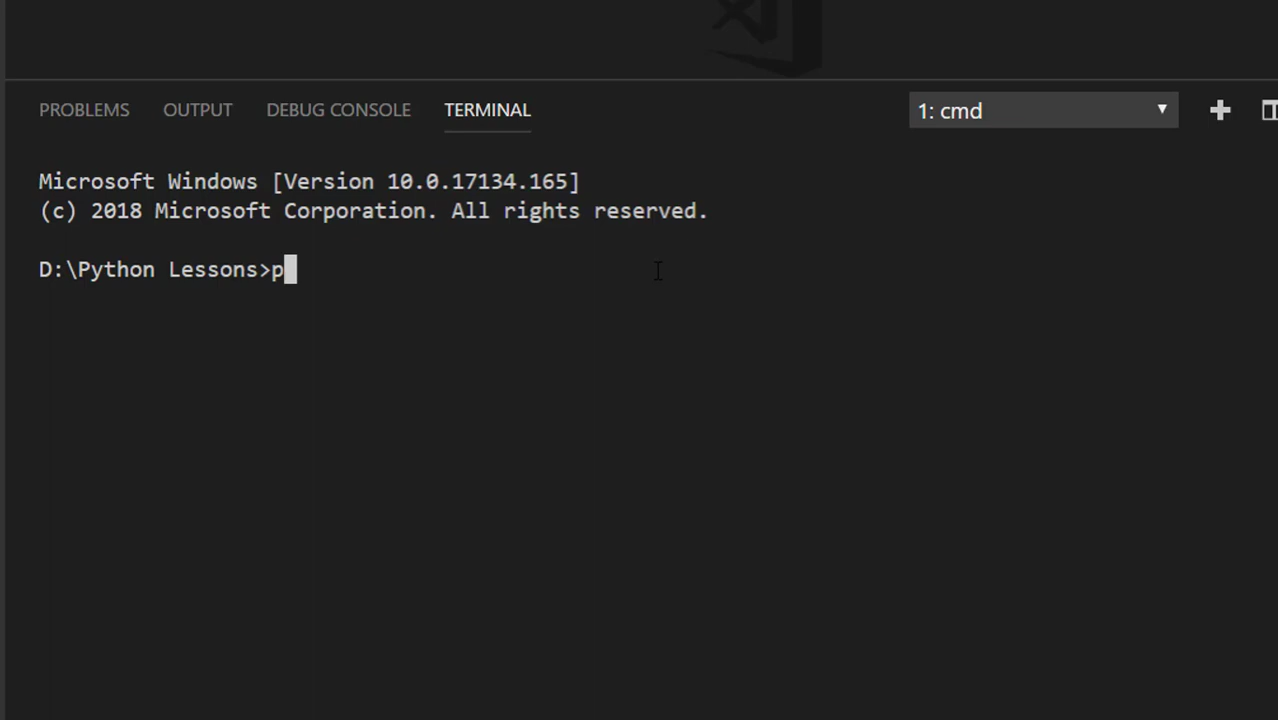 PROBLEMS OUTPUT DEBUG CONSOLE TERMINAL 1: cmd
Microsoft Windows [Version 10.0.17134.165]
(c) 2018 Microsoft Corporation. All rights reserved.
D:\Python Lessons>p